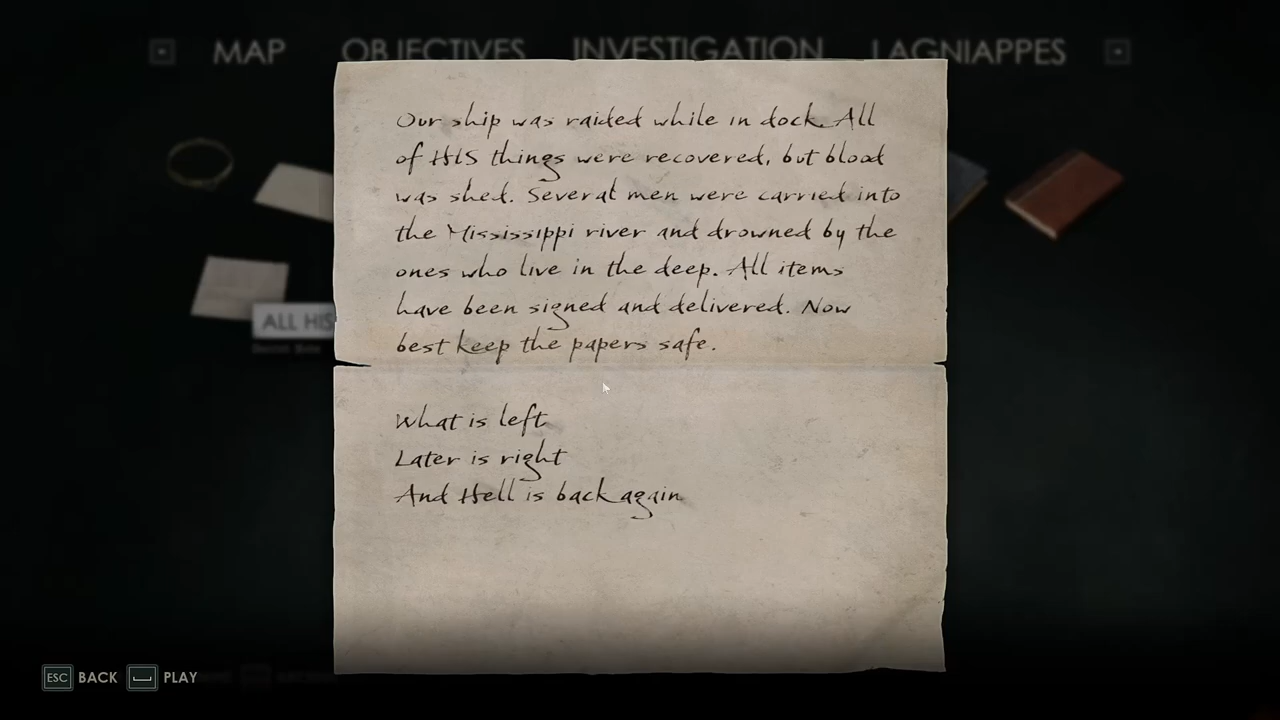 MAP OBJECTIVES INVESTIGATION LAGNIAPPES
Our ship was raided while in dock. All
of HIS things were recovered, but blood
was shed. Several men were carried into
the Mississippi river and drowned by the
ones who live in the deep. All items
have been signed and delivered. Now
best keep the papers safe.
ALL HIS
What is left
Later is right
And Hell is back again
ESC BACK PLAY